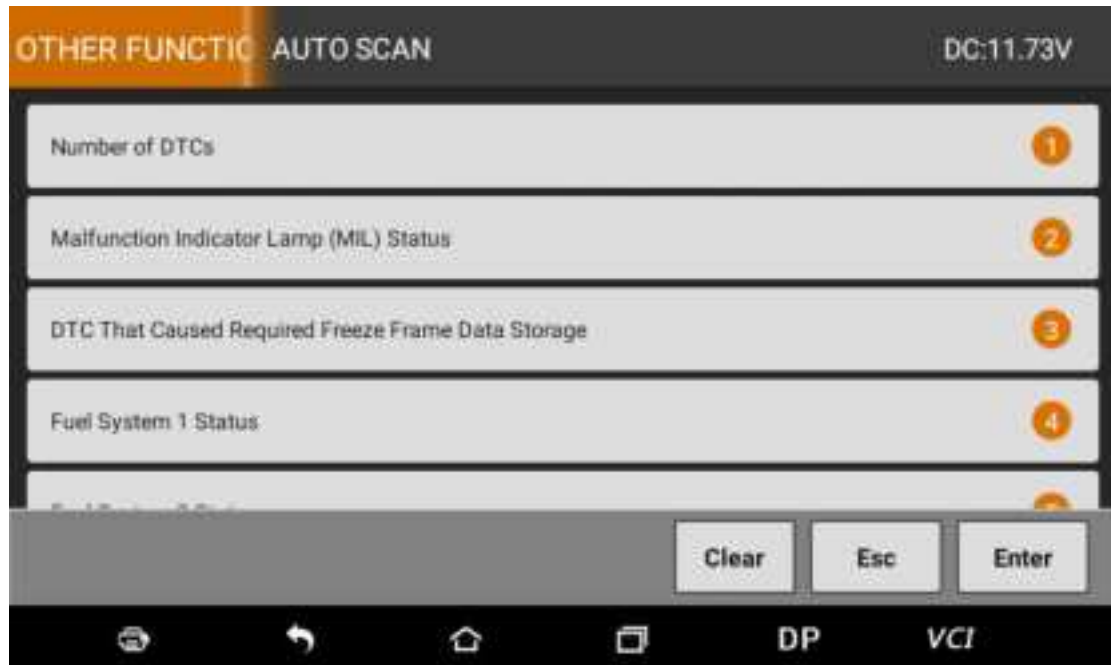 OTHER FUNCTIC AUTO SCAN DC:11.73V
Number of DTCs 1
Malfunction Indicator Lamp (MIL) Status 2
DTC That Caused Required Freeze Frame Data Storage 3
Fuel System 1 Status 4
Clear Esc Enter
DP VCI